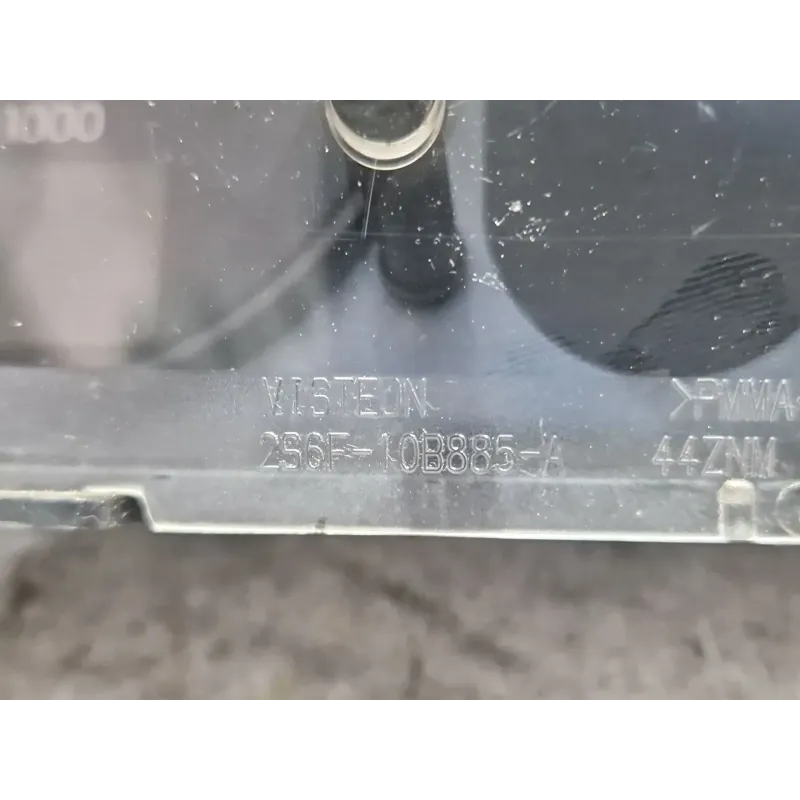 1000
VISTEON
>PMMA<
2S6F-10B885-A
44ZNM